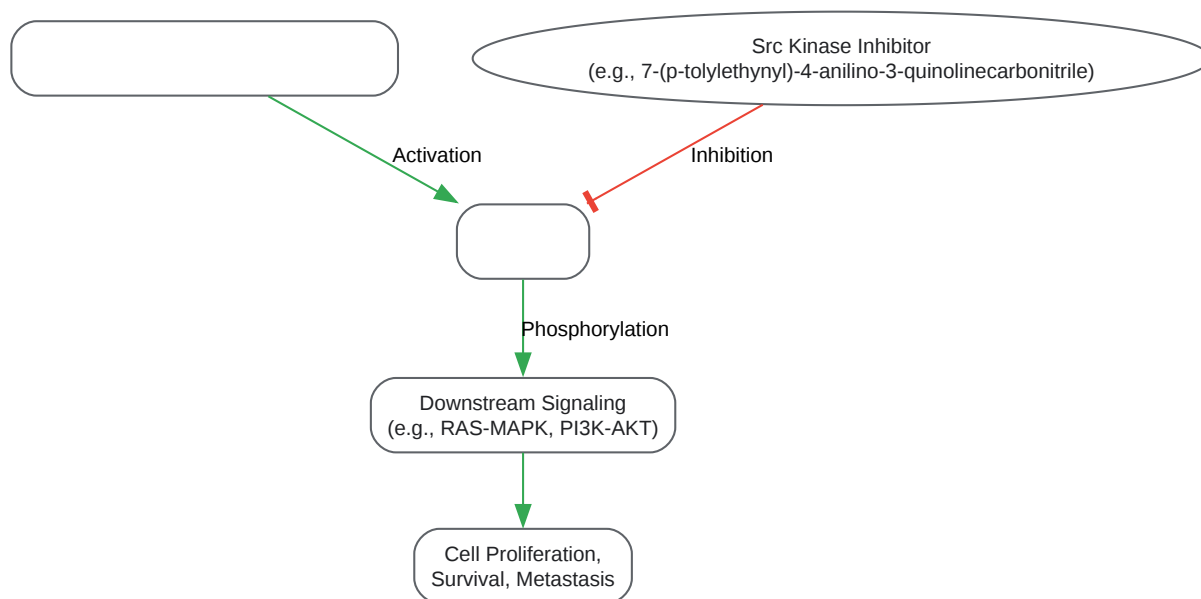 Src Kinase Inhibitor
(e.g., 7-(p-tolylethynyl)-4-anilino-3-quinolinecarbonitrile)
Activation
Inhibition
Phosphorylation
Downstream Signaling
(e.g., RAS-MAPK, PI3K-AKT)
Cell Proliferation,
Survival, Metastasis